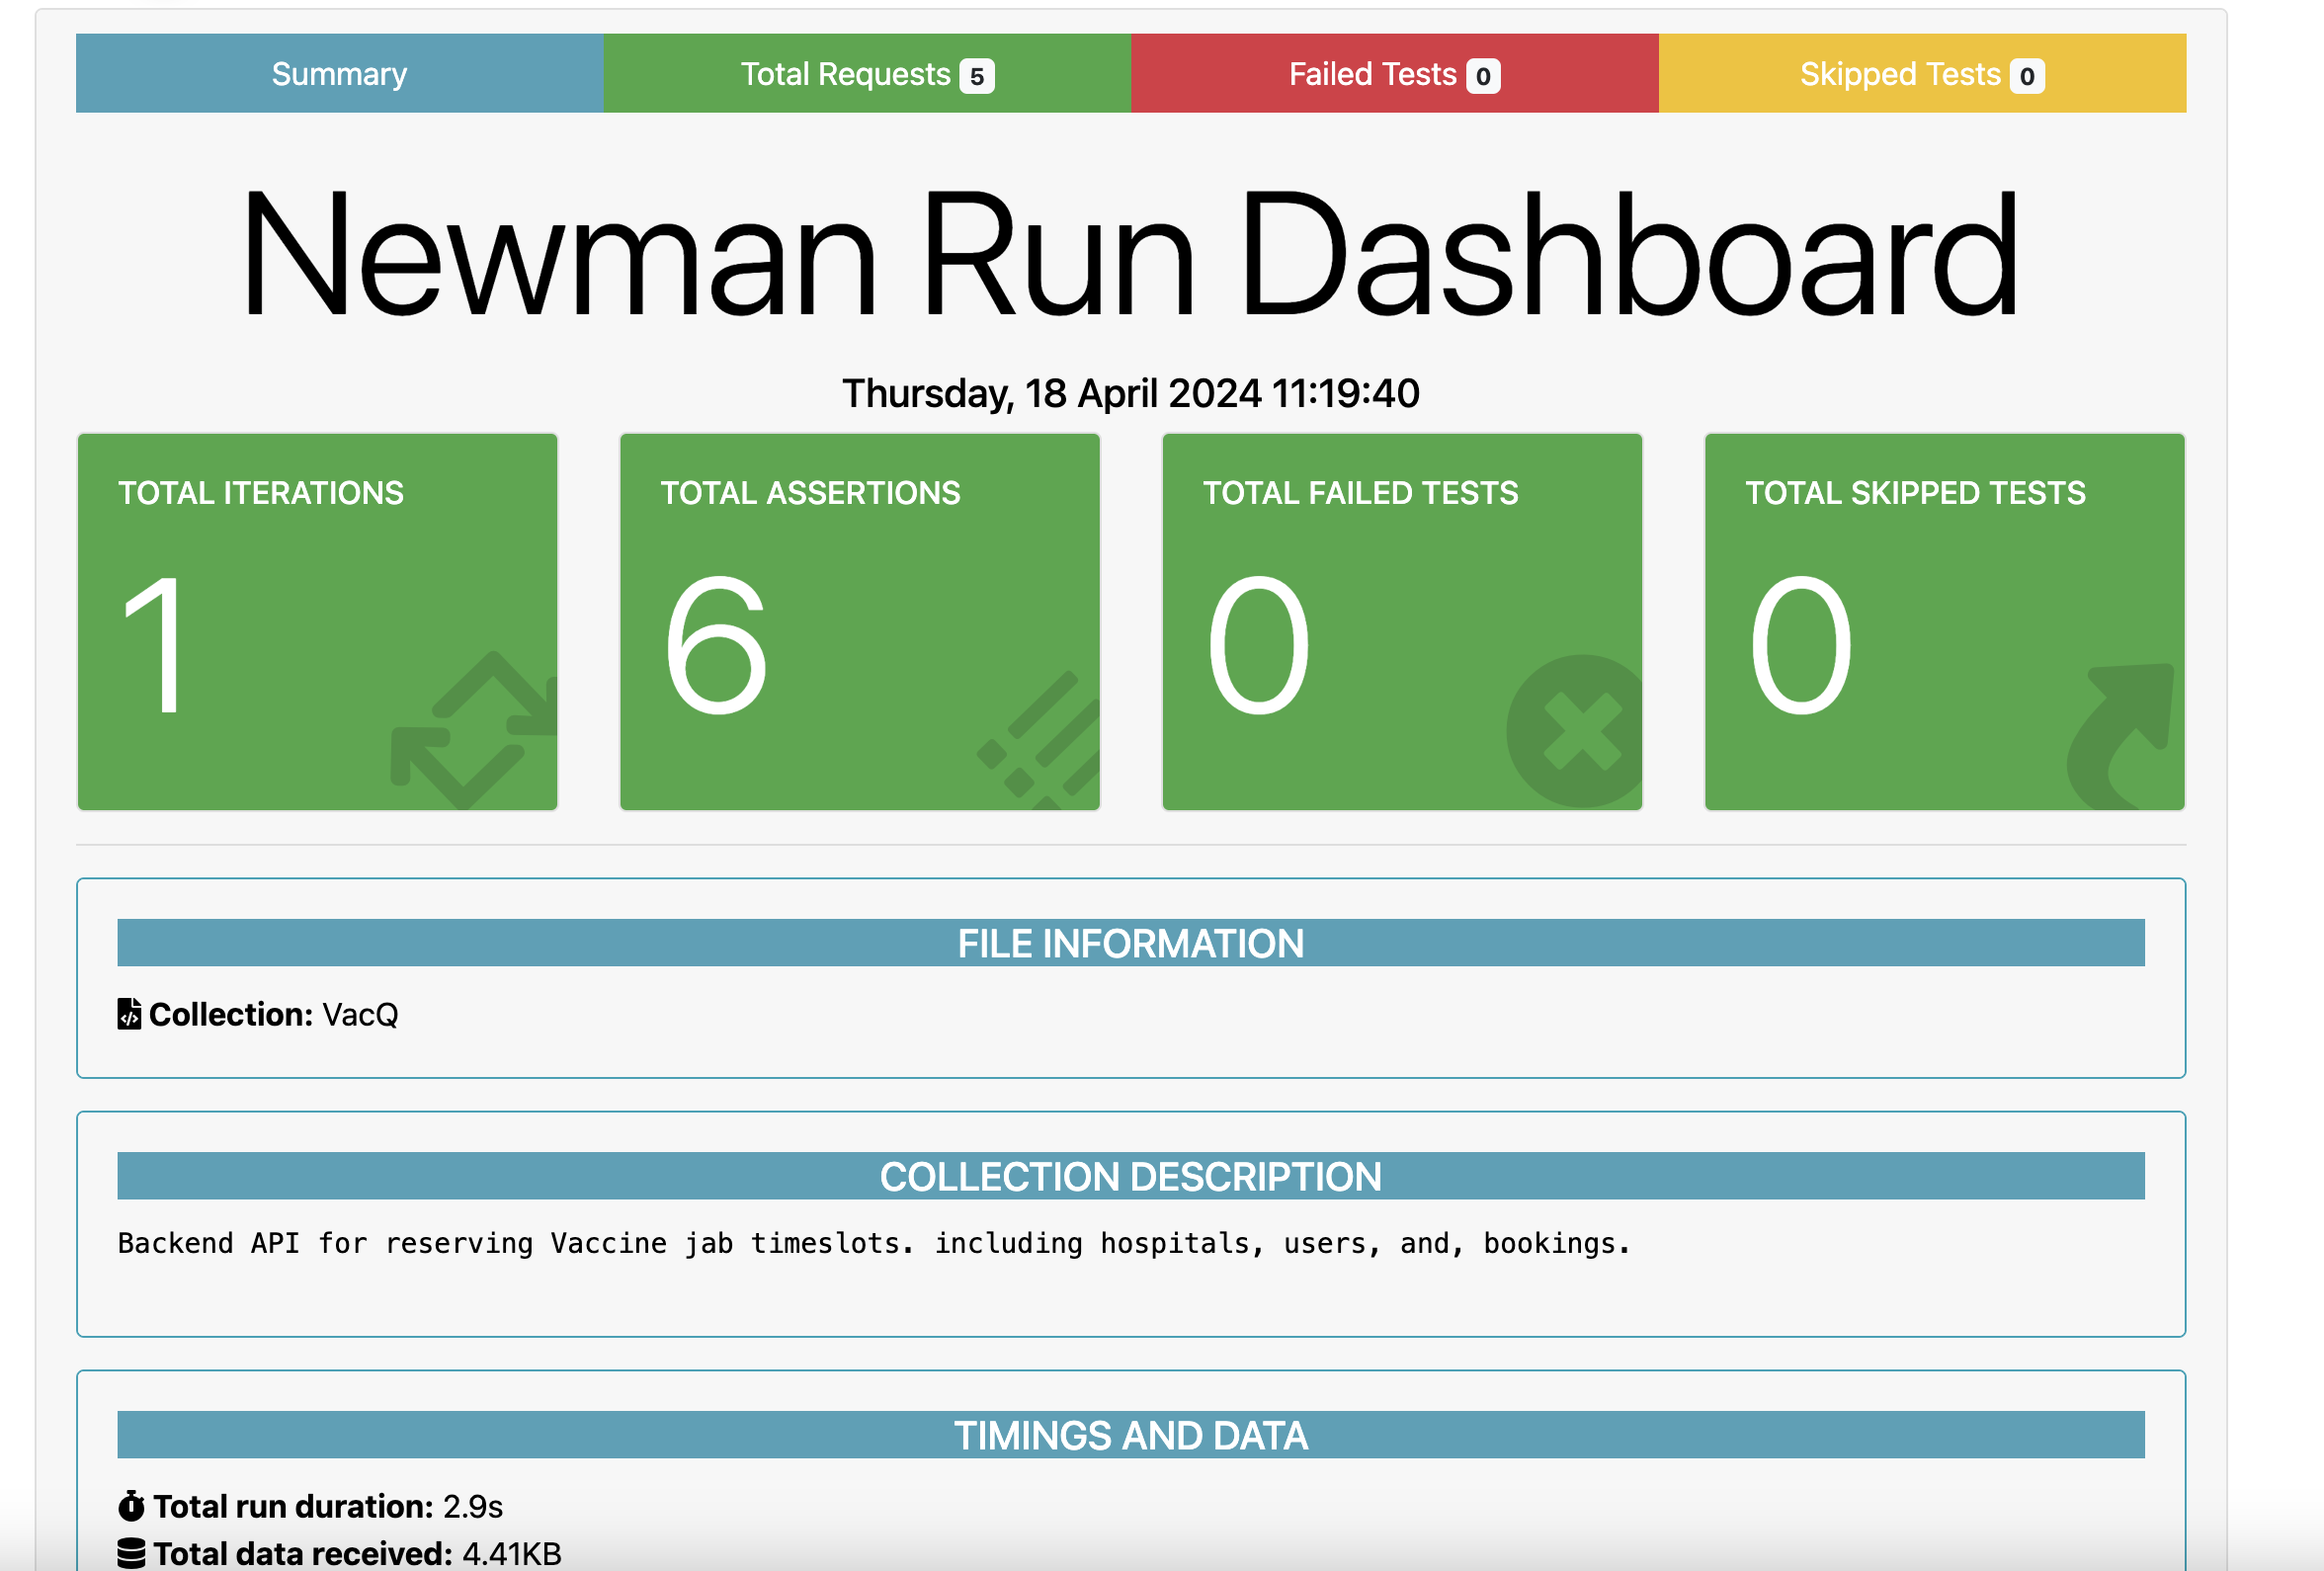 Summary Total Requests 5 Failed Tests 0 Skipped Tests 0
Newman Run Dashboard
Thursday, 18 April 2024 11:19:40
TOTAL ITERATIONS
1
TOTAL ASSERTIONS
6
TOTAL FAILED TESTS
0
TOTAL SKIPPED TESTS
0
FILE INFORMATION
Collection: VacQ
COLLECTION DESCRIPTION
Backend API for reserving Vaccine jab timeslots. including hospitals, users, and, bookings.
TIMINGS AND DATA
Total run duration: 2.9s
Total data received: 4.41KB